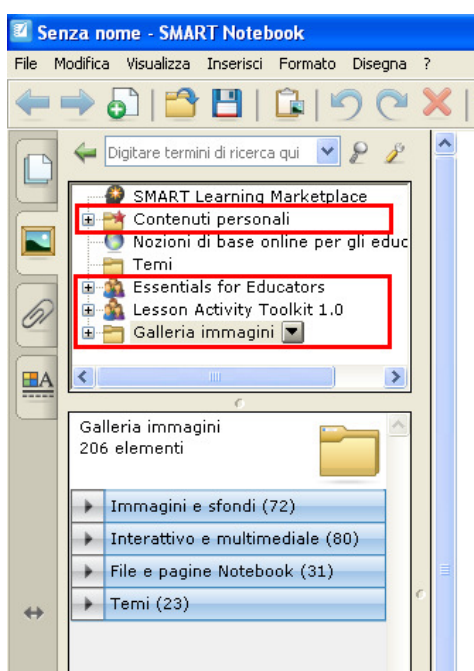 Senza nome - SMART Notebook
File Modifica Visualizza Inserisci Formato Disegna ?
Digitare termini di ricerca qui
SMART Learning Marketplace
Contenuti personali
Nozioni di base online per gli educ
Temi
Essentials for Educators
Lesson Activity Toolkit 1.0
Galleria immagini
A
Galleria immagini
206 elementi
Immagini e sfondi (72)
Interattivo e multimediale (80)
File e pagine Notebook (31)
Temi (23)